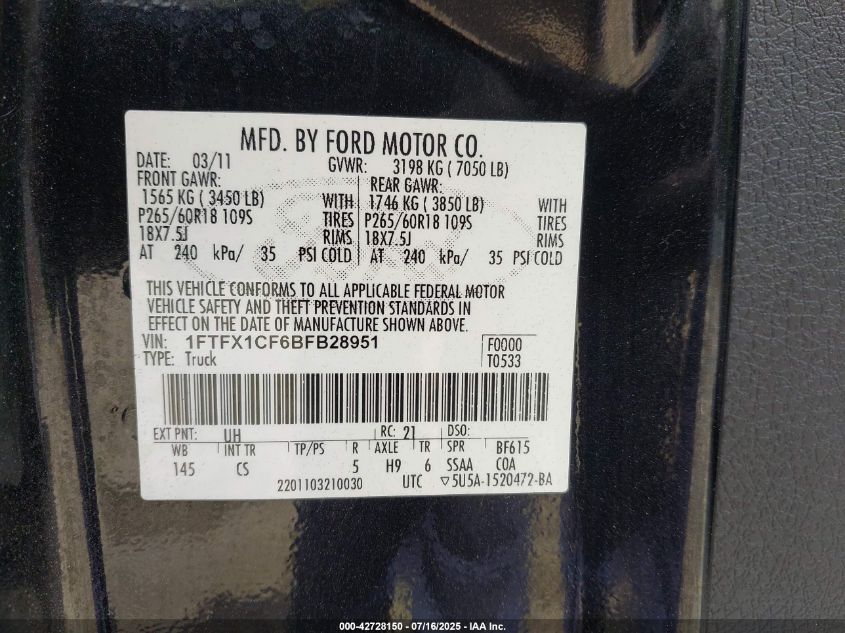 MFD. BY FORD MOTOR CO.
DATE: 03/11 GVWR: 3198 KG ( 7050 LB)
FRONT GAWR: REAR GAWR:
1565 KG ( 3450 LB) WITH 1746 KG ( 3850 LB) WITH
P265/60R18 109S TIRES P265/60R18 109S TIRES
18X7.5J RIMS 18X7.5J RIMS
AT 240 kPa/ 35 PSI COLD AT 240 kPa/ 35 PSI COLD
THIS VEHICLE CONFORMS TO ALL APPLICABLE FEDERAL MOTOR
VEHICLE SAFETY AND THEFT PREVENTION STANDARDS IN
EFFECT ON THE DATE OF MANUFACTURE SHOWN ABOVE.
VIN: 1FTFX1CF6BFB28951 F0000
TYPE: Truck T0533
EXT PNT: UH RC: 21 DSO:
WB INT TR TP/PS R AXLE TR SPR BF615
145 CS 5 H9 6 SSAA COA
2201103210030 UTC ▽5U5A-1520472-BA
000-42728150 - 07/16/2025 - IAA Inc.